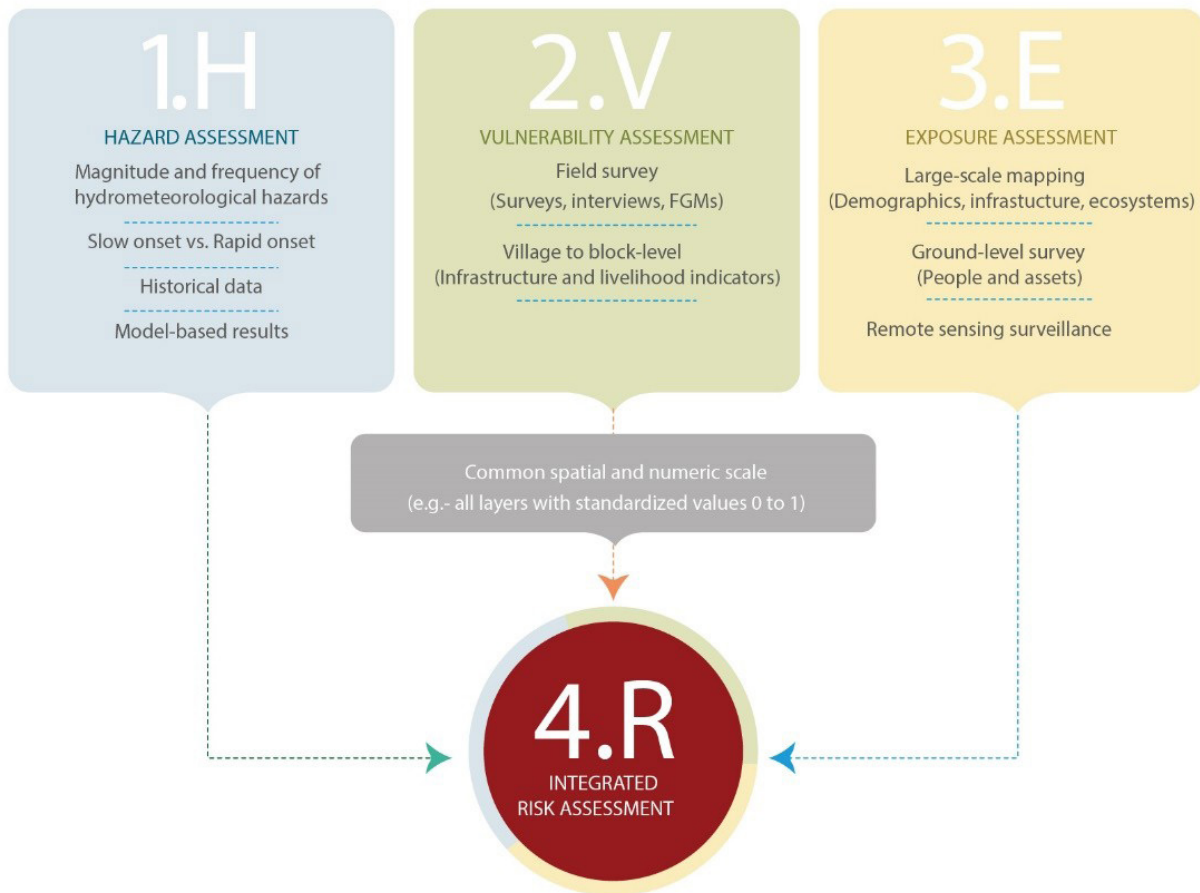 1.H
HAZARD ASSESSMENT
Magnitude and frequency of
hydrometeorological hazards
Slow onset vs. Rapid onset
Historical data
Model-based results
2.V
VULNERABILITY ASSESSMENT
Field survey
(Surveys, interviews, FGMs)
Village to block-level
(Infrastructure and livelihood indicators)
3.E
EXPOSURE ASSESSMENT
Large-scale mapping
(Demographics, infrastucture, ecosystems)
Ground-level survey
(People and assets)
Remote sensing surveillance
Common spatial and numeric scale
(e.g.- all layers with standardized values 0 to 1)
4.R
INTEGRATED
RISK ASSESSMENT